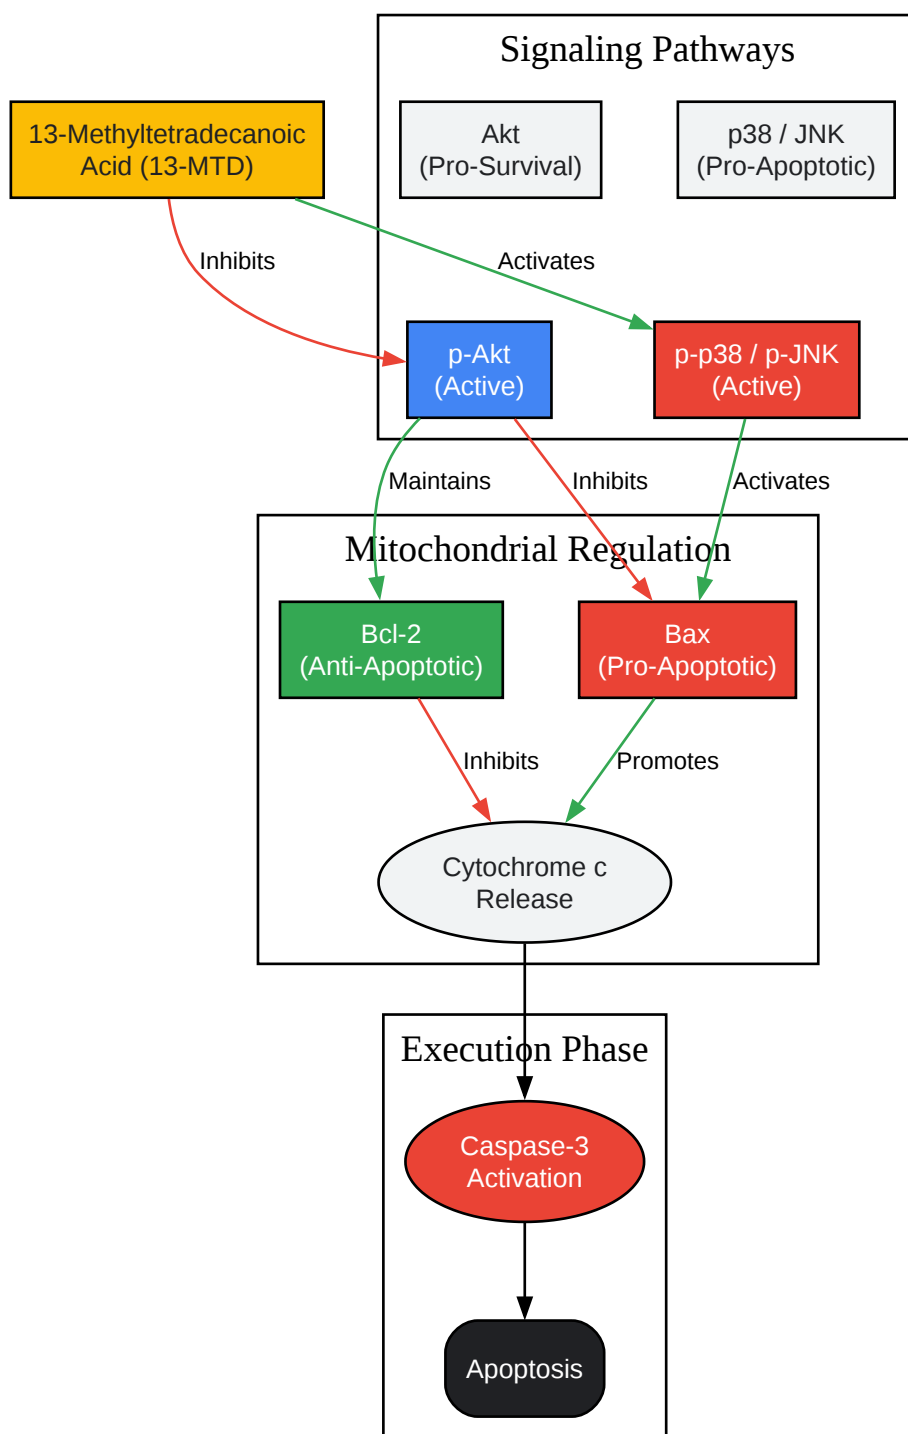 Signaling Pathways
13-Methyltetradecanoic
Acid (13-MTD)
Akt
(Pro-Survival)
p38 / JNK
(Pro-Apoptotic)
Inhibits
Activates
p-Akt
(Active)
p-p38 / p-JNK
(Active)
Maintains
Inhibits
Activates
Mitochondrial Regulation
Bcl-2
(Anti-Apoptotic)
Bax
(Pro-Apoptotic)
Inhibits
Promotes
Cytochrome c
Release
Execution Phase
Caspase-3
Activation
Apoptosis